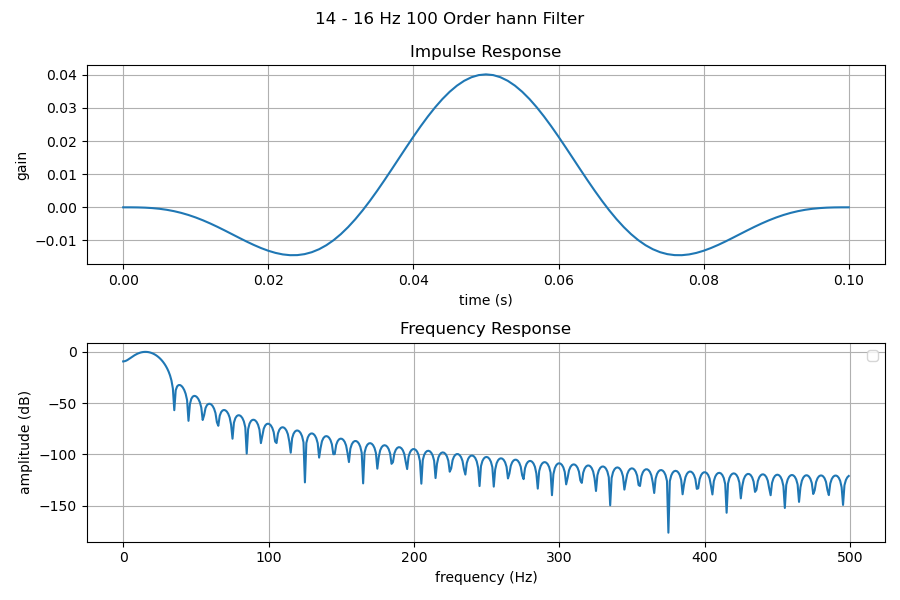 14 - 16 Hz 100 Order hann Filter
Impulse Response
0.04
0.03
0.02
0.01
0.00
−0.01
gain
0.00 0.02 0.04 0.06 0.08 0.10
time (s)
Frequency Response
0
−50
−100
−150
amplitude (dB)
0 100 200 300 400 500
frequency (Hz)